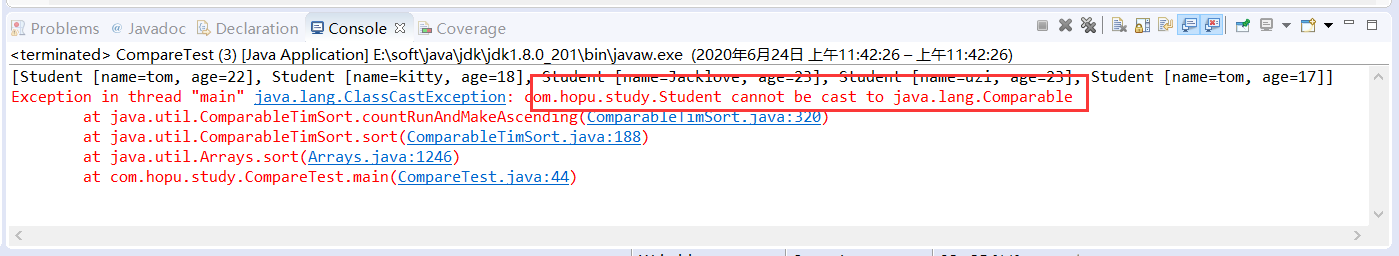 Problems @ Javadoc Declaration Console Coverage
<terminated> CompareTest (3) [Java Application] E:\soft\java\jdk\jdk1.8.0_201\bin\javaw.exe (2020年6月24日 上午11:42:26 – 上午11:42:26)
[Student [name=tom, age=22], Student [name=kitty, age=18], Student [name=Jacklove, age=23], Student [name=uzi, age=23], Student [name=tom, age=17]]
Exception in thread "main" java.lang.ClassCastException: com.hopu.study.Student cannot be cast to java.lang.Comparable
at java.util.ComparableTimSort.countRunAndMakeAscending(ComparableTimSort.java:320)
at java.util.ComparableTimSort.sort(ComparableTimSort.java:188)
at java.util.Arrays.sort(Arrays.java:1246)
at com.hopu.study.CompareTest.main(CompareTest.java:44)